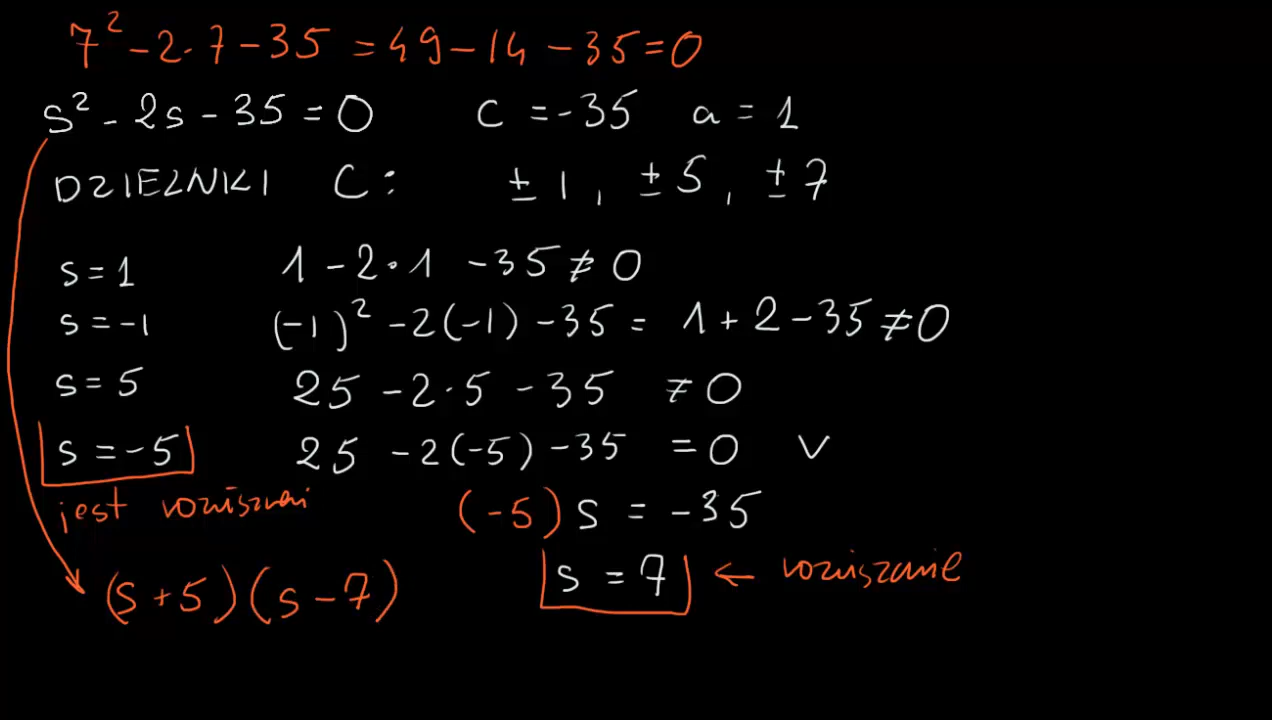 7² - 2·7 - 35 = 49 - 14 - 35 = 0
s² - 2s - 35 = 0 C = -35 a = 1
DZIELNIKI C: ±1, ±5, ±7
s = 1 1 - 2·1 - 35 ≠ 0
s = -1 (-1)² - 2(-1) - 35 = 1 + 2 - 35 ≠ 0
s = 5 25 - 2·5 - 35 ≠ 0
s = -5 25 - 2(-5) - 35 = 0 V
jest (-5) s = -35
s = 7 ← rozwiszanie
(s + 5)(s - 7)